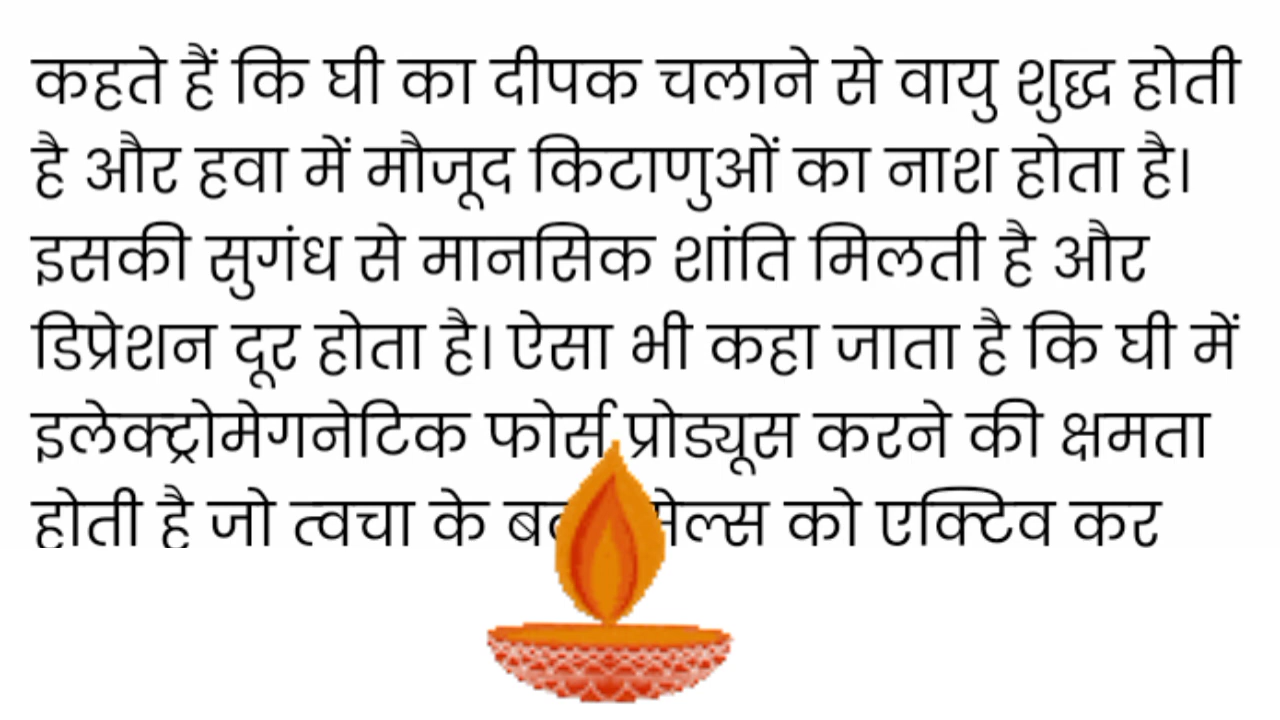 कहते हैं कि घी का दीपक चलाने से वायु शुद्ध होती
है और हवा में मौजूद किटाणुओं का नाश होता है।
इसकी सुगंध से मानसिक शांति मिलती है और
डिप्रेशन दूर होता है। ऐसा भी कहा जाता है कि घी में
इलेक्ट्रोमेगनेटिक फोर्स प्रोड्यूस करने की क्षमता
होती है जो त्वचा के को एक्टिव कर